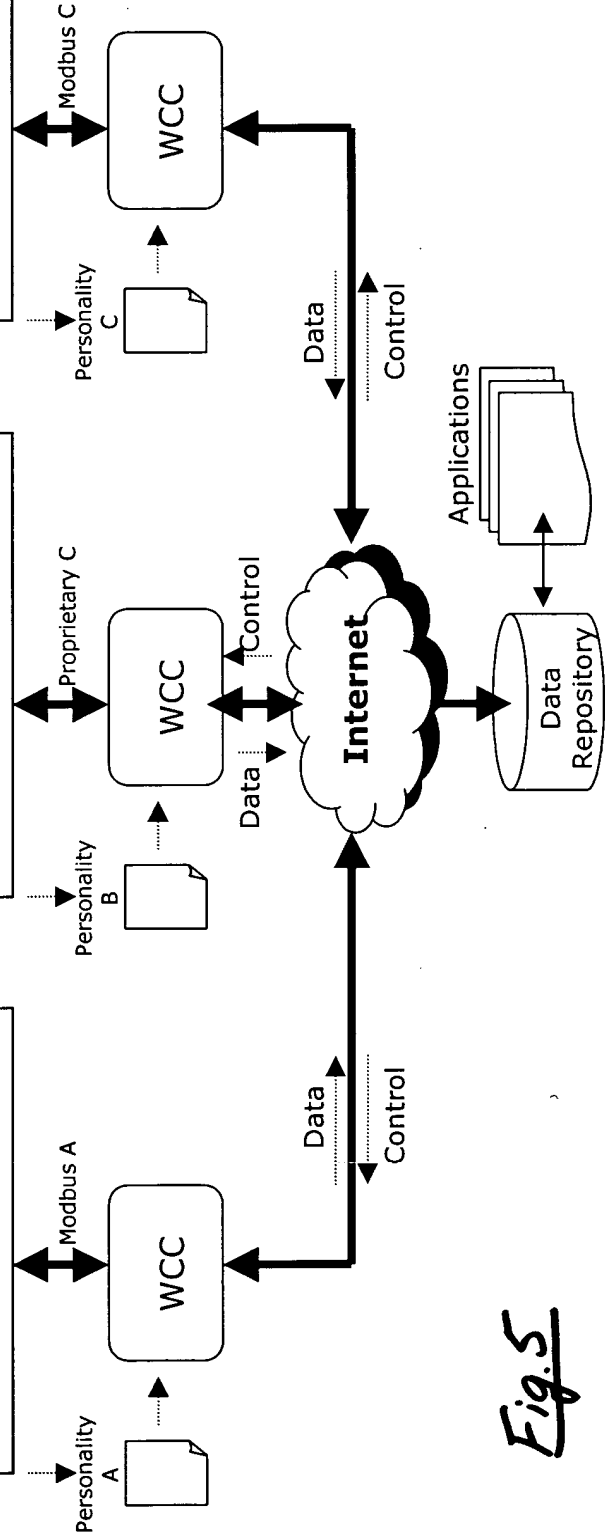 Modbus A
Proprietary C
Modbus C
Personality
A
Personality
B
Personality
C
WCC
WCC
WCC
Data
Control
Data
Control
Data
Control
Internet
Applications
Data
Repository
Fig. 5